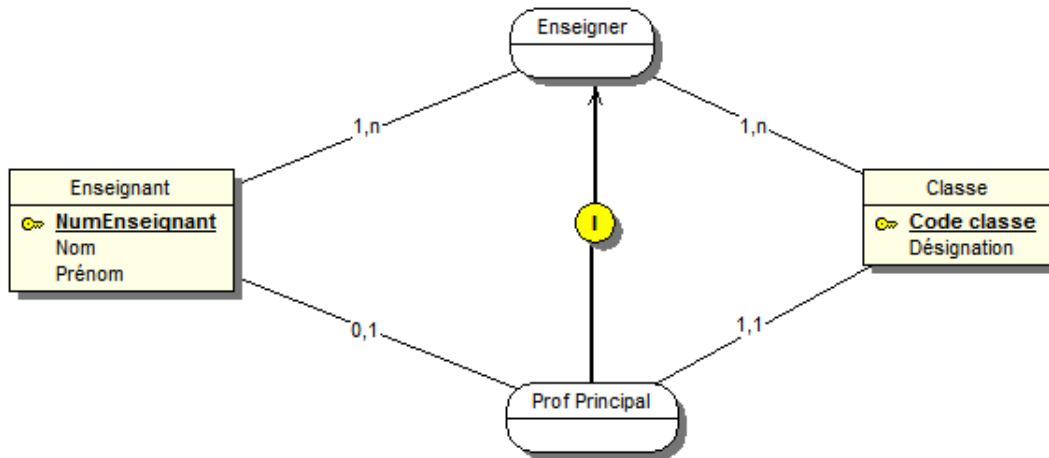 Enseigner
1,n
1,n
Enseignant
NumEnseignant
Nom
Prénom
I
Classe
Code classe
Désignation
0,1
1,1
Prof Principal